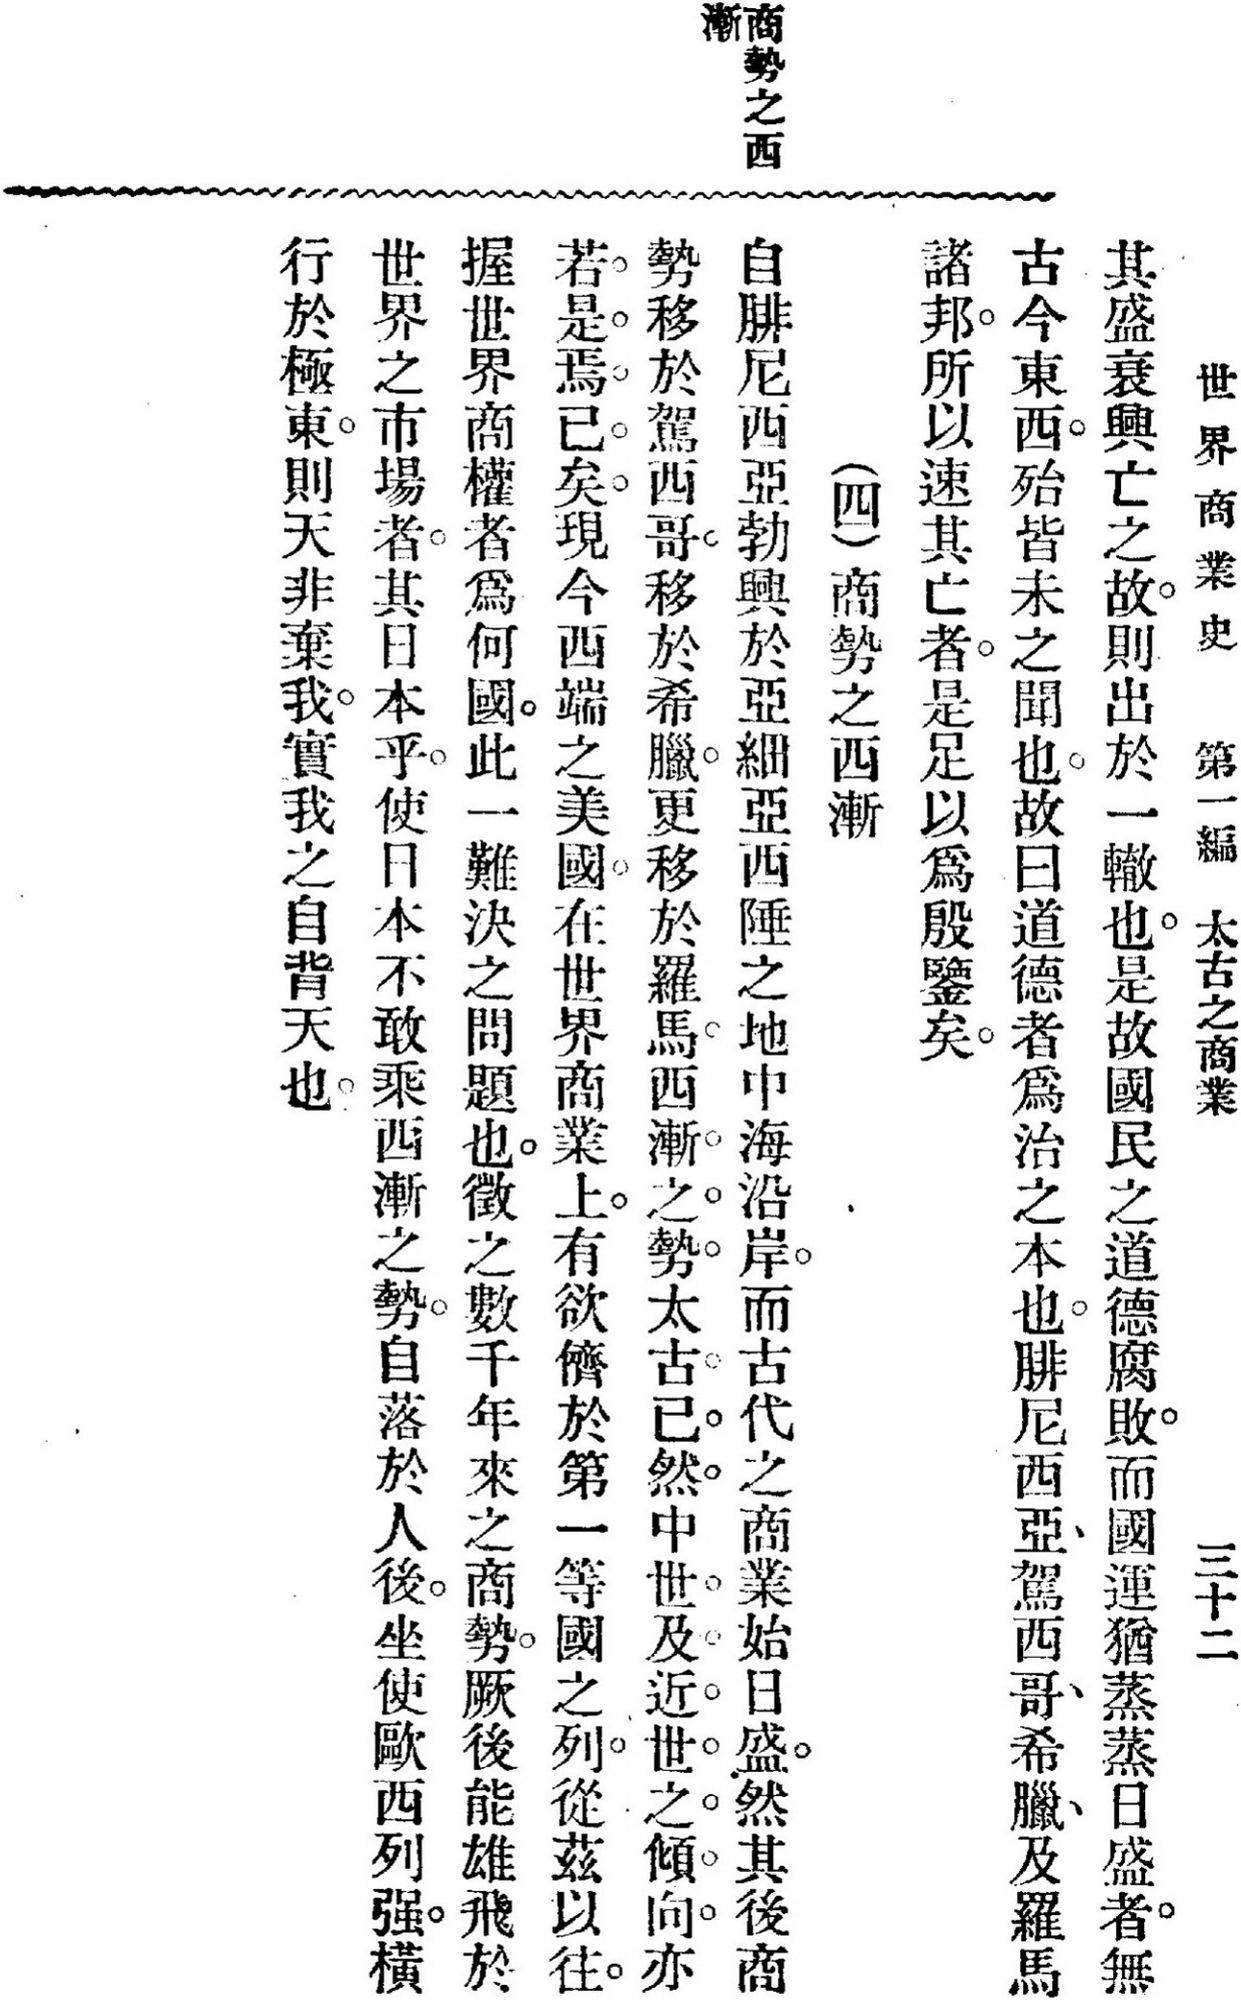 世界商業史　第一編　太古之商業　三十二
商勢之西
漸
其盛衰興亡之故。則出於一轍也。是故國民之道德腐敗。而國運猶蒸蒸日盛者。無
古今東西。殆皆未之聞也。故曰道德者爲治之本也。腓尼西亞、駕西哥、希臘、及羅馬
諸邦。所以速其亡者。是足以爲殷鑒矣。
（四）商勢之西漸
自腓尼西亞勃興於亞細亞西陲之地中海沿岸。而古代之商業始日盛。然其後商
勢移於駕西哥。移於希臘。更移於羅馬。西漸。之。勢。太古。已。然。中世。及。近。世。之。傾。向。亦
若。是。焉。已。矣。現今西端之美國。在世界商業上。有欲儕於第一等國之列。從茲以往。
握世界商權者爲何國。此一難決之問題也。徵之數千年來之商勢。厥後能雄飛於
世界之市場者。其日本乎。使日本不敢乘西漸之勢。自落於人後。坐使歐西列强。橫
行於極東。則天非棄我。實我之自背天也。